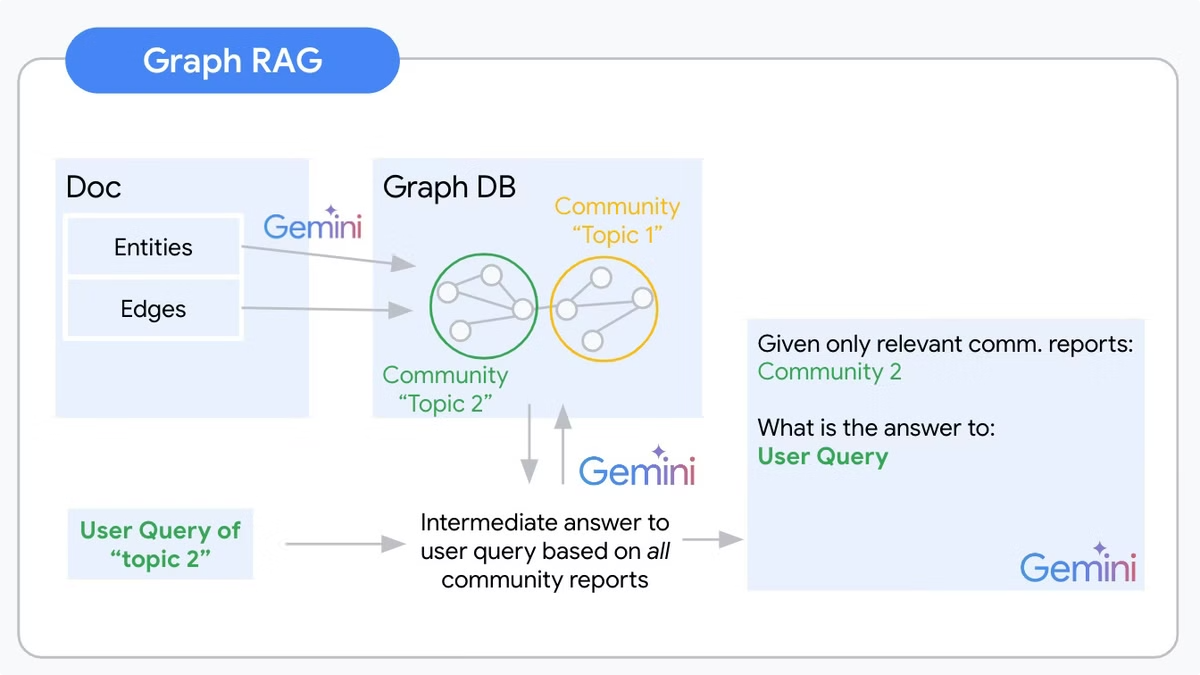 Graph RAG
Doc
Entities
Edges
Gemini
Graph DB
Community
“Topic 1”
Community
“Topic 2”
Gemini
User Query of
“topic 2”
Intermediate answer to
user query based on all
community reports
Given only relevant comm. reports:
Community 2
What is the answer to:
User Query
Gemini